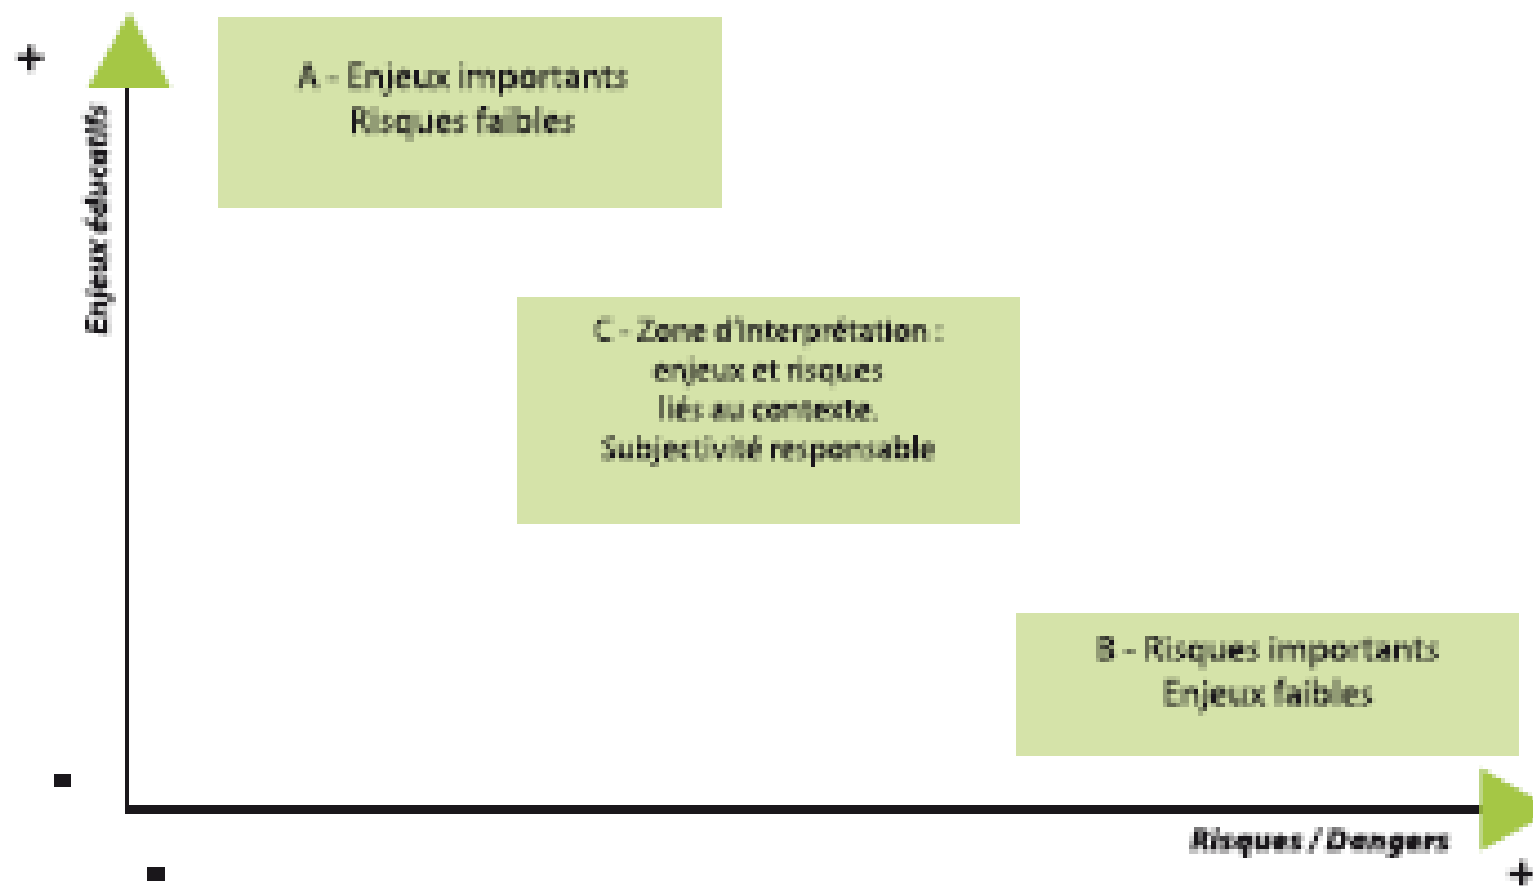 +
A - Enjeux importants
Risques faibles
Enjeux éducatifs
C - Zone d'interprétation :
enjeux et risques
liés au contexte.
Subjectivité responsable
B - Risques importants
Enjeux faibles
-
Risques / Dangers
-
+